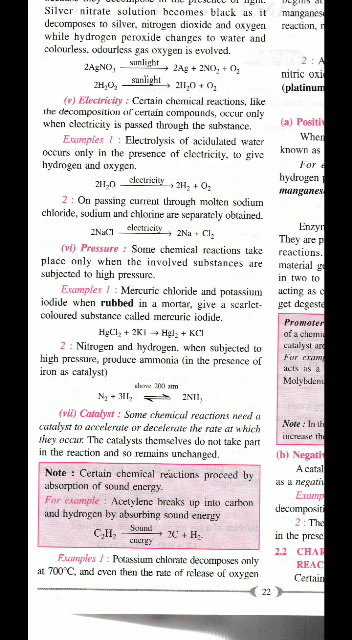 Silver nitrate solution becomes black as it
decomposes to silver, nitrogen dioxide and oxygen
while hydrogen peroxide changes to water and
colourless, odourless gas oxygen is evolved.
2AgNO₃ —sunlight→ 2Ag + 2NO₂ + O₂
2H₂O₂ —sunlight→ 2H₂O + O₂
(v) Electricity : Certain chemical reactions, like
the decomposition of certain compounds, occur only
when electricity is passed through the substance.
Examples 1 : Electrolysis of acidulated water
occurs only in the presence of electricity, to give
hydrogen and oxygen.
2H₂O —electricity→ 2H₂ + O₂
2 : On passing current through molten sodium
chloride, sodium and chlorine are separately obtained.
2NaCl —electricity→ 2Na + Cl₂
(vi) Pressure : Some chemical reactions take
place only when the involved substances are
subjected to high pressure.
Examples 1 : Mercuric chloride and potassium
iodide when rubbed in a mortar, give a scarlet-
coloured substance called mercuric iodide.
HgCl₂ + 2KI → HgI₂ + KCl
2 : Nitrogen and hydrogen, when subjected to
high pressure, produce ammonia (in the presence of
iron as catalyst)
above 200 atm
N₂ + 3H₂ ⇌ 2NH₃
(vii) Catalyst : Some chemical reactions need a
catalyst to accelerate or decelerate the rate at which
they occur. The catalysts themselves do not take part
in the reaction and so remains unchanged.
Note : Certain chemical reactions proceed by
absorption of sound energy.
For example : Acetylene breaks up into carbon
and hydrogen by absorbing sound energy
C₂H₂ —Sound energy→ 2C + H₂
Examples 1 : Potassium chlorate decomposes only
at 700°C, and even then the rate of release of oxygen
22
manganes
reaction, n
2 : A
nitric oxi
(platinum
(a) Positiv
When
known as
For e
hydrogen p
manganes
Enzyn
They are p
reactions.
material ge
in two to
acting as c
get degeste
Promoter
of a chemic
catalyst are
For examp
acts as a
Molybdenu
Note : In th
increase the
(b) Negativ
A catal
as a negativ
Examp
decompositi
2 : The
in the prese
2.2 CHAR
REAC
Certain